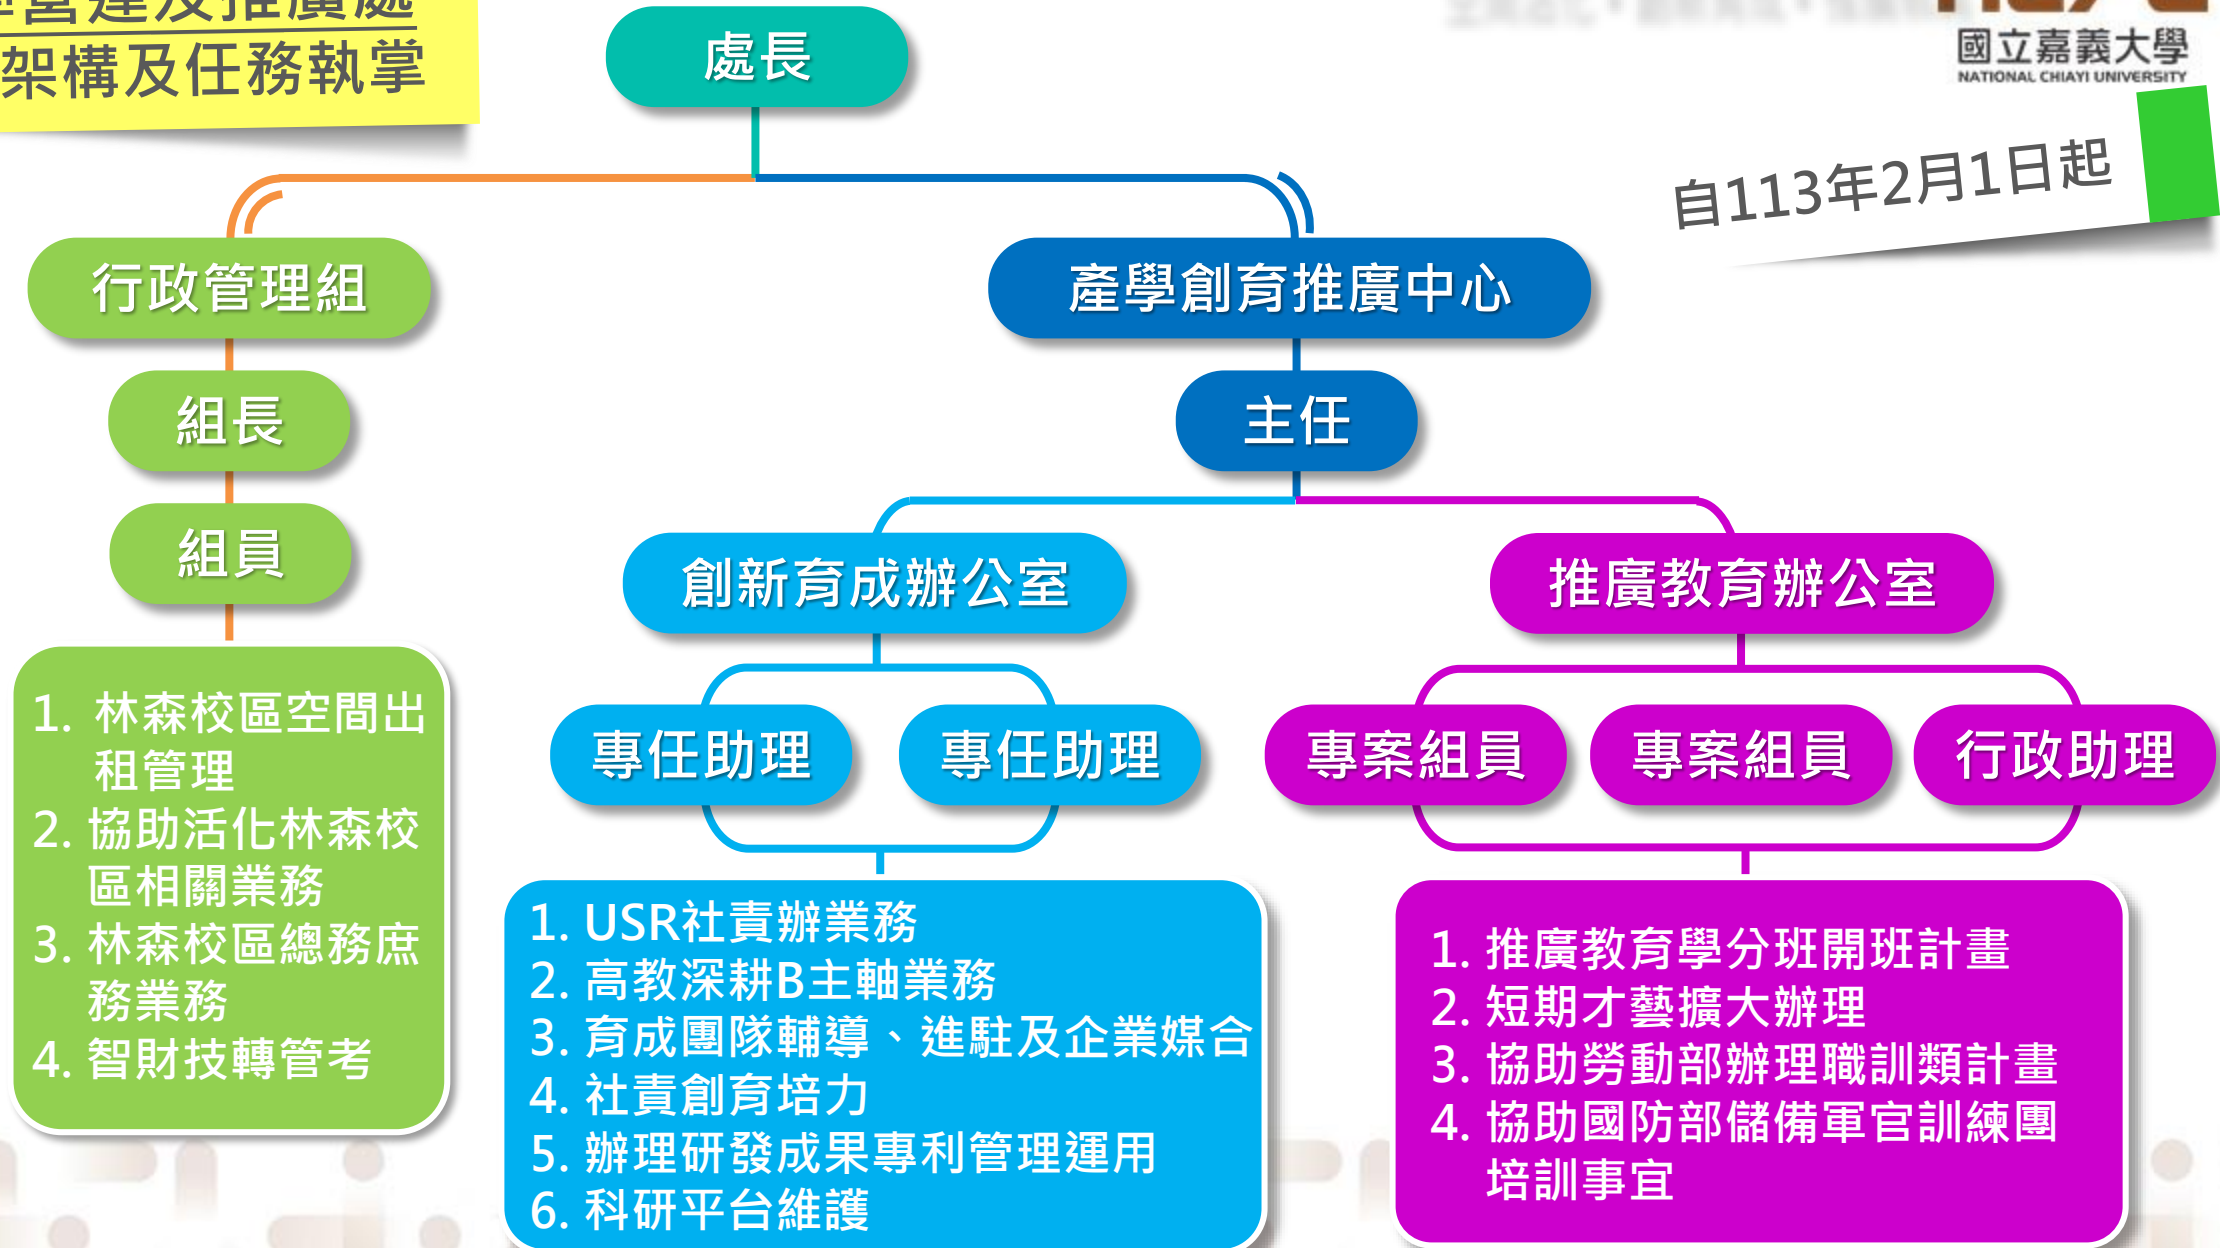 營運及推廣處
架構及任務執掌
處長
國立嘉義大學
NATIONAL CHIAYI UNIVERSITY
自113年2月1日起
行政管理組
產學創育推廣中心
組長
主任
組員
創新育成辦公室
推廣教育辦公室
專任助理
專任助理
專案組員
專案組員
行政助理
1. 林森校區空間出
租管理
2. 協助活化林森校
區相關業務
3. 林森校區總務庶
務業務
4. 智財技轉管考
1. USR社責辦業務
2. 高教深耕B主軸業務
3. 育成團隊輔導、進駐及企業媒合
4. 社責創育培力
5. 辦理研發成果專利管理運用
6. 科研平台維護
1. 推廣教育學分班開班計畫
2. 短期才藝擴大辦理
3. 協助勞動部辦理職訓類計畫
4. 協助國防部儲備軍官訓練團
培訓事宜